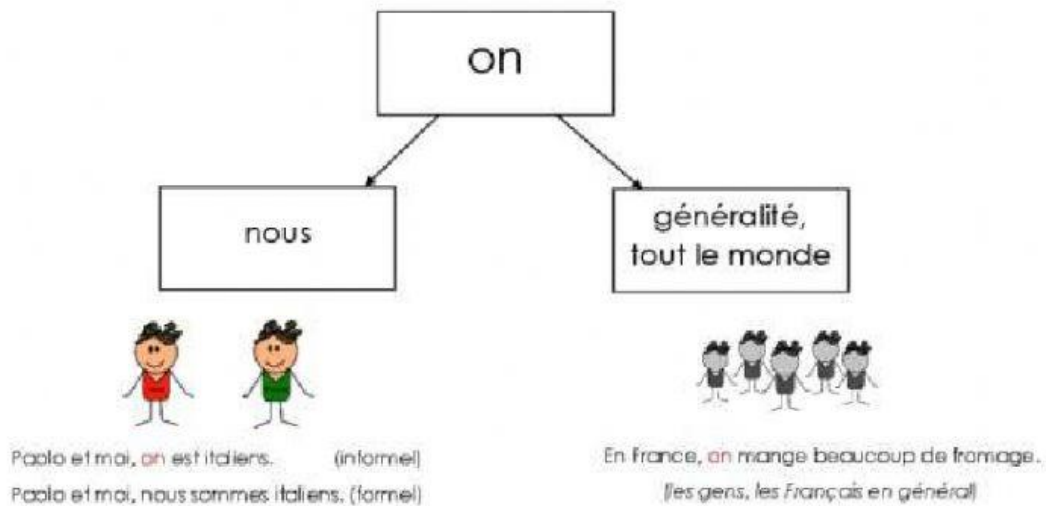 on
nous
généralité,
tout le monde
Paolo et moi, on est italiens. (informel)
Paolo et moi, nous sommes italiens. (formel)
En france, on mange beaucoup de fromage.
(les gens, les Français en général)